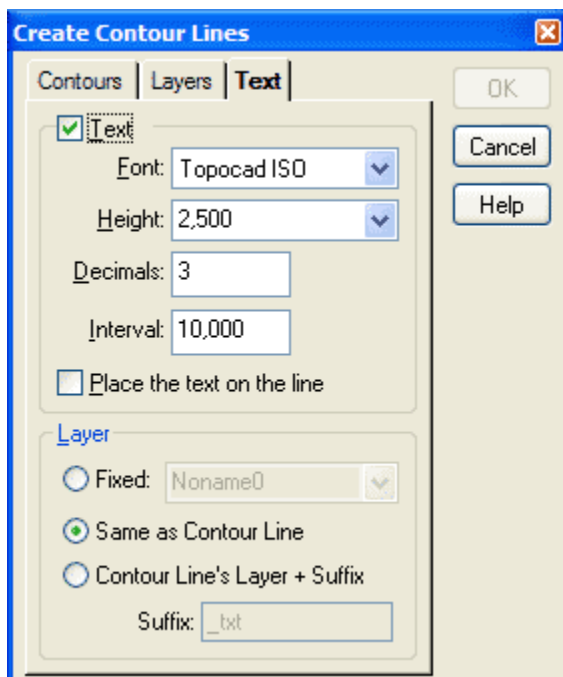 Create Contour Lines
Contours Layers Text
OK
Text
Cancel
Font: Topocad ISO
Help
Height: 2,500
Decimals: 3
Interval: 10,000
Place the text on the line
Layer
Fixed: Noname0
Same as Contour Line
Contour Line's Layer + Suffix
Suffix: _txt